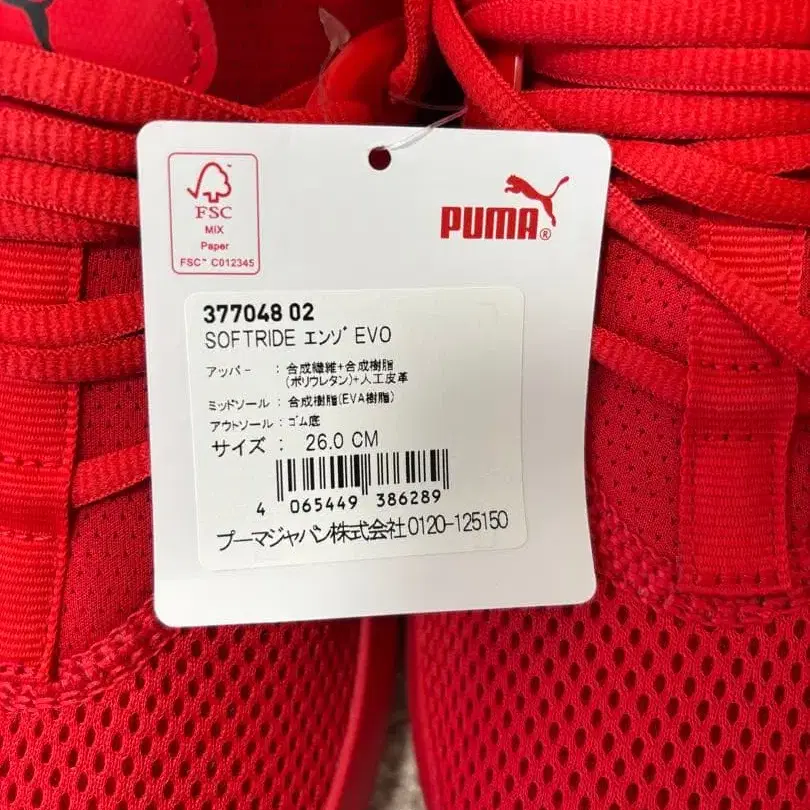 FSC
MIX
Paper
FSC™ C012345
PUMA®
377048 02
SOFTRIDE エンゾ EVO
アッパー : 合成繊維+合成樹脂
(ポリウレタン)+人工皮革
ミッドソール : 合成樹脂(EVA樹脂)
アウトソール : ゴム底
サイズ : 26.0 CM
4 065449 386289
プーマジャパン株式会社0120-125150